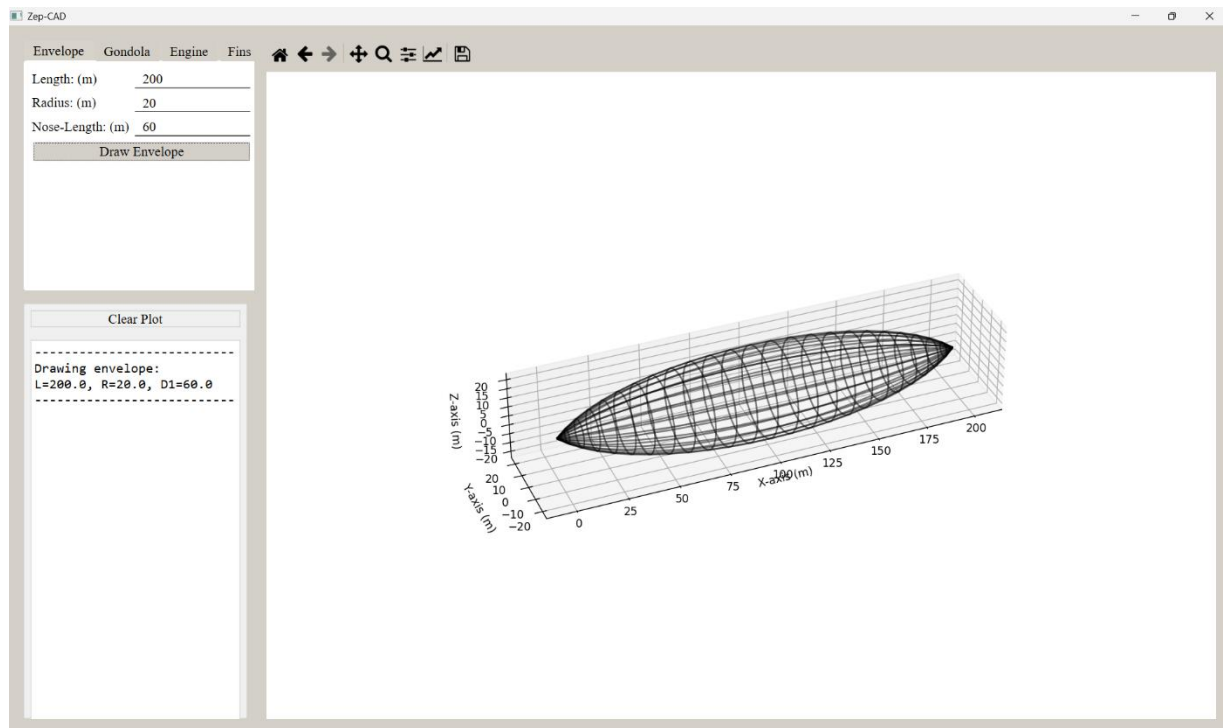 Zep-CAD
Envelope Gondola Engine Fins
Length: (m) 200
Radius: (m) 20
Nose-Length: (m) 60
Draw Envelope
Clear Plot
--------------------------
Drawing envelope:
L=200.0, R=20.0, D1=60.0
--------------------------
Z-axis (m)
20
15
10
5
0
−5
−10
−15
−20
Y-axis (m)
20
10
0
−10
−20
0 25 50 75 100 125 150 175 200
X-axis (m)